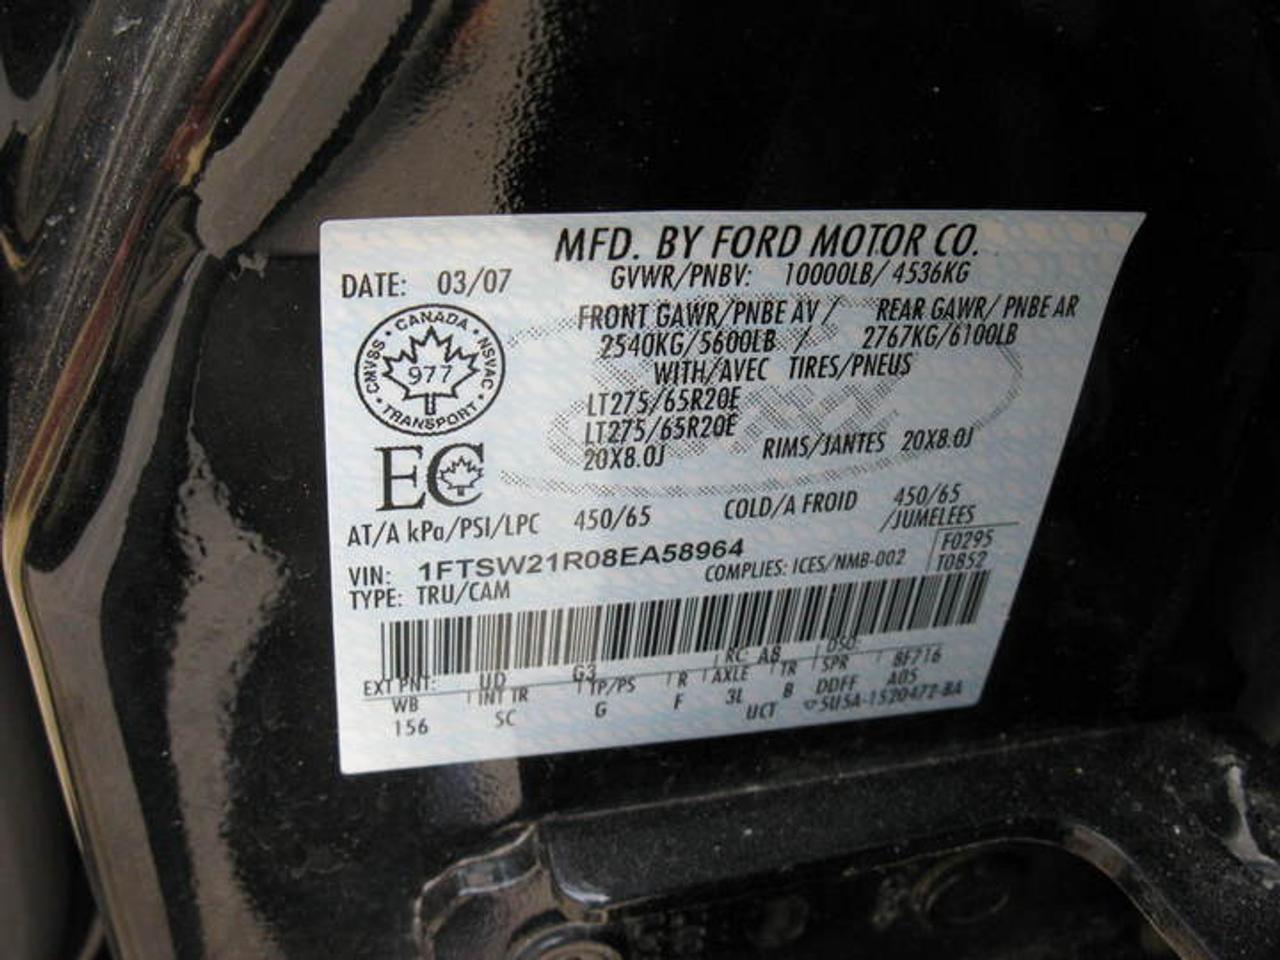 MFD. BY FORD MOTOR CO.
DATE: 03/07
GVWR/PNBV: 10000LB/4536KG
FRONT GAWR/PNBE AV / REAR GAWR/PNBE AR
2540KG/5600LB / 2767KG/6100LB
WITH/AVEC TIRES/PNEUS
CANADA
CMVSS NSVAC
977
TRANSPORT
EC
LT275/65R20E
LT275/65R20E
20X8.0J RIMS/JANTES 20X8.0J
AT/A kPa/PSI/LPC 450/65 COLD/A FROID 450/65
/JUMELEES
VIN: 1FTSW21R08EA58964
COMPLIES: ICES/NMB-002
F0295
T0852
TYPE: TRU/CAM
EXT PNT: UD G3 RC: A8 DSO: 8F216
WB INT TR TP/PS R AXLE TR SPR A05
156 SC G F 3L B DDFF
UCT 5U5A-1520472-BA